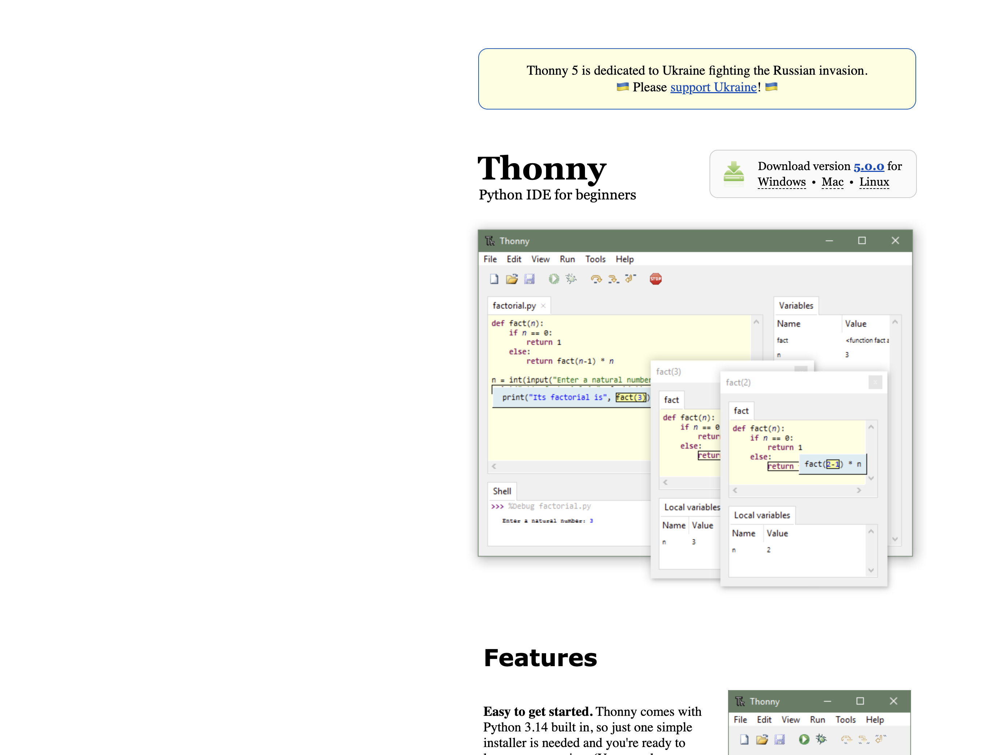 Thonny 5 is dedicated to Ukraine fighting the Russian invasion.
🇺🇦 Please support Ukraine! 🇺🇦
Thonny
Python IDE for beginners
Download version 5.0.0 for
Windows • Mac • Linux
Thonny
File Edit View Run Tools Help
STOP
factorial.py
def fact(n):
    if n == 0:
        return 1
    else:
        return fact(n-1) * n
n = int(input("Enter a natural number
print("Its factorial is", fact(3))
Shell
>>> %Debug factorial.py
Enter a natural number: 3
Variables
Name Value
fact <function fact a
n 3
fact(3)
fact
def fact(n):
    if n == 0
        retur
    else:
        retur
Local variables
Name Value
n 3
fact(2)
fact
def fact(n):
    if n == 0:
        return 1
    else:
        return fact(2-1) * n
Local variables
Name Value
n 2
Features
Easy to get started. Thonny comes with
Python 3.14 built in, so just one simple
installer is needed and you're ready to
Thonny
File Edit View Run Tools Help